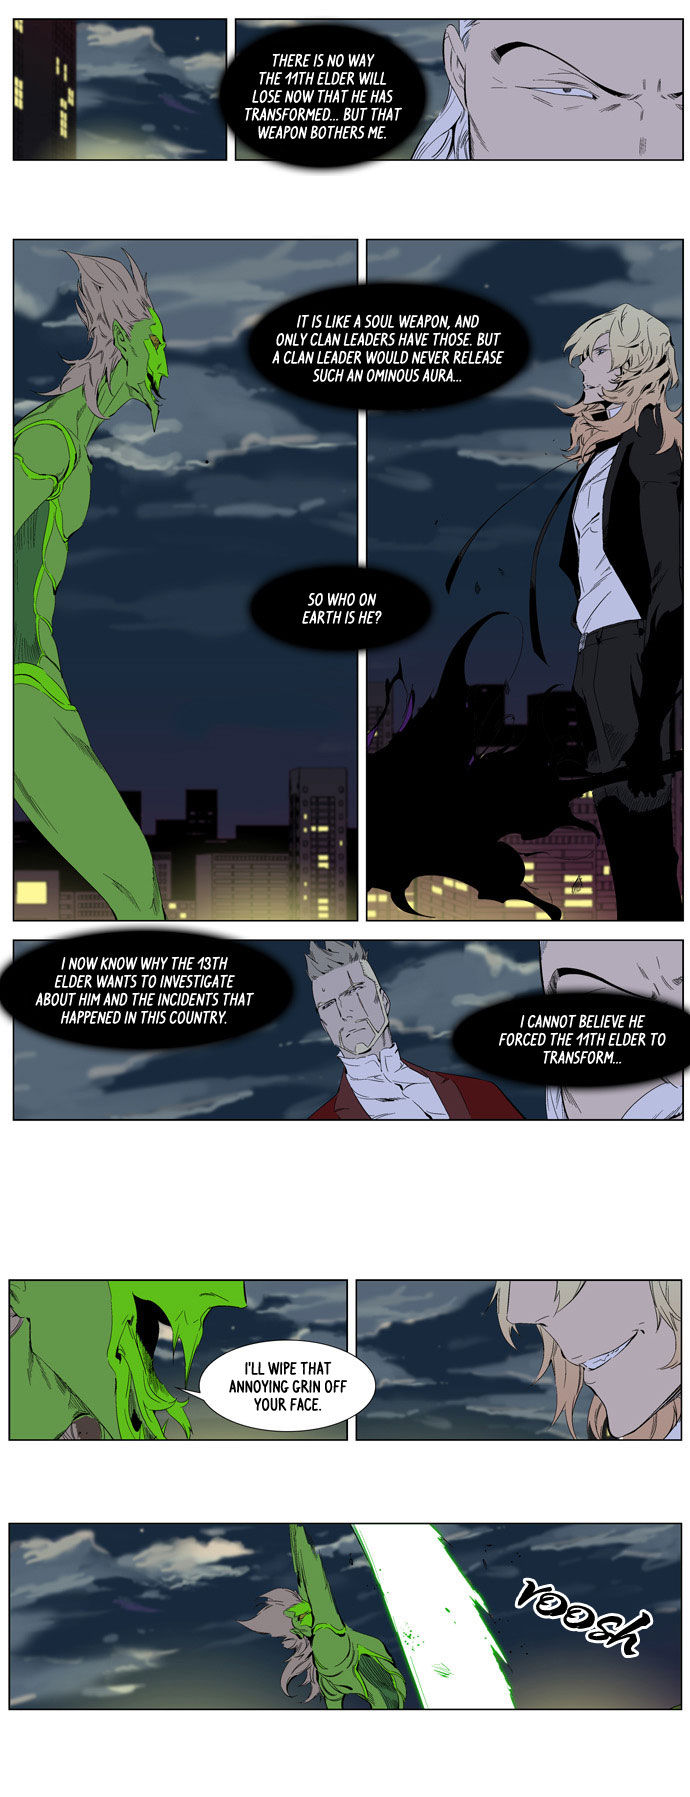 THERE IS NO WAY
THE 11TH ELDER WILL
LOSE NOW THAT HE HAS
TRANSFORMED... BUT THAT
WEAPON BOTHERS ME.
IT IS LIKE A SOUL WEAPON, AND
ONLY CLAN LEADERS HAVE THOSE. BUT
A CLAN LEADER WOULD NEVER RELEASE
SUCH AN OMINOUS AURA...
SO WHO ON
EARTH IS HE?
I NOW KNOW WHY THE 13TH
ELDER WANTS TO INVESTIGATE
ABOUT HIM AND THE INCIDENTS THAT
HAPPENED IN THIS COUNTRY.
I CANNOT BELIEVE HE
FORCED THE 11TH ELDER TO
TRANSFORM...
I'LL WIPE THAT
ANNOYING GRIN OFF
YOUR FACE.
voosh